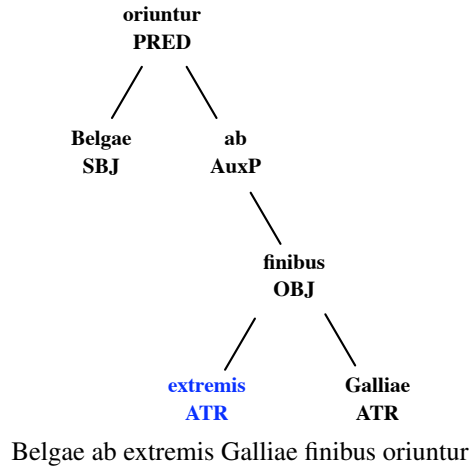 oriuntur
PRED
Belgae ab
SBJ AuxP
finibus
OBJ
extremis Galliae
ATR ATR
Belgae ab extremis Galliae finibus oriuntur